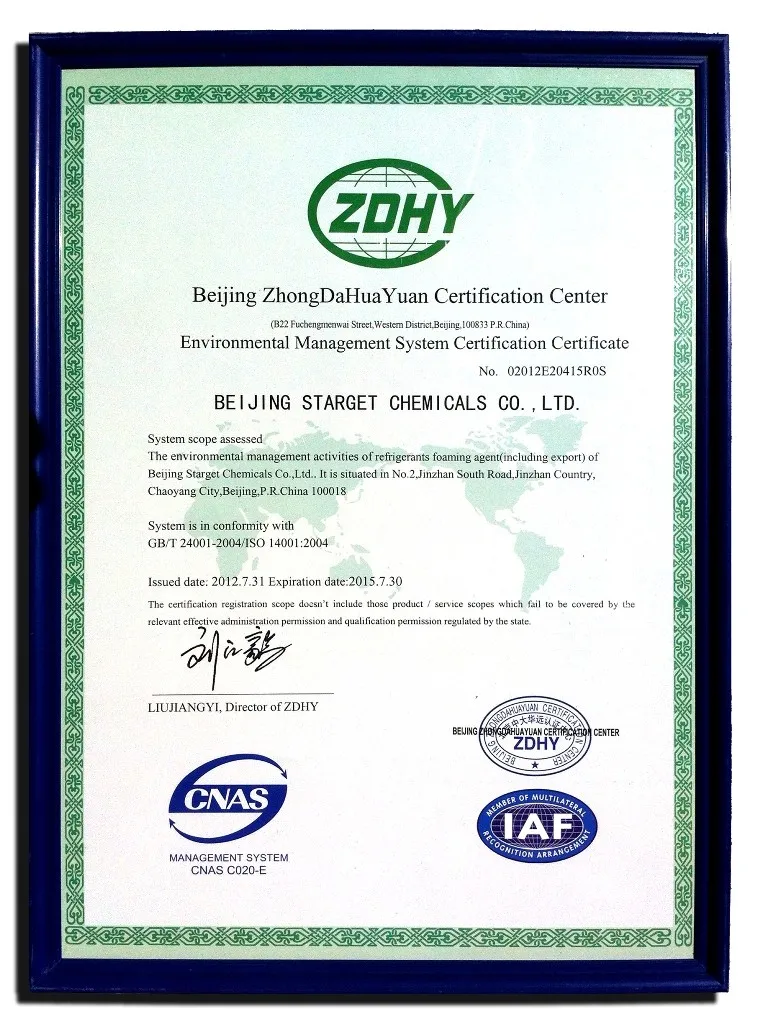 ZDHY
Beijing ZhongDaHuaYuan Certification Center
(B22 Fuchengmenwai Street,Western District,Beijing,100833 P.R.China)
Environmental Management System Certification Certificate
No. 02012E20415R0S
BEIJING STARGET CHEMICALS CO.,LTD.
System scope assessed
The environmental management activities of refrigerants foaming agent(including export) of
Beijing Starget Chemicals Co.,Ltd.. It is situated in No.2,Jinzhan South Road,Jinzhan Country,
Chaoyang City,Beijing,P.R.China 100018
System is in conformity with
GB/T 24001-2004/ISO 14001:2004
Issued date: 2012.7.31 Expiration date:2015.7.30
The certification registration scope doesn't include those product / service scopes which fail to be covered by the
relevant effective administration permission and qualification permission regulated by the state.
LIUJIANGYI, Director of ZDHY
BEIJING ZHONGDAHUAYUAN CERTIFICATION CENTER
BEIJING ZHONGDAHUAYUAN CERTIFICATION CENTER
ZDHY
CNAS
MANAGEMENT SYSTEM
CNAS C020-E
MEMBER OF MULTILATERAL
IAF
RECOGNITION ARRANGEMENT